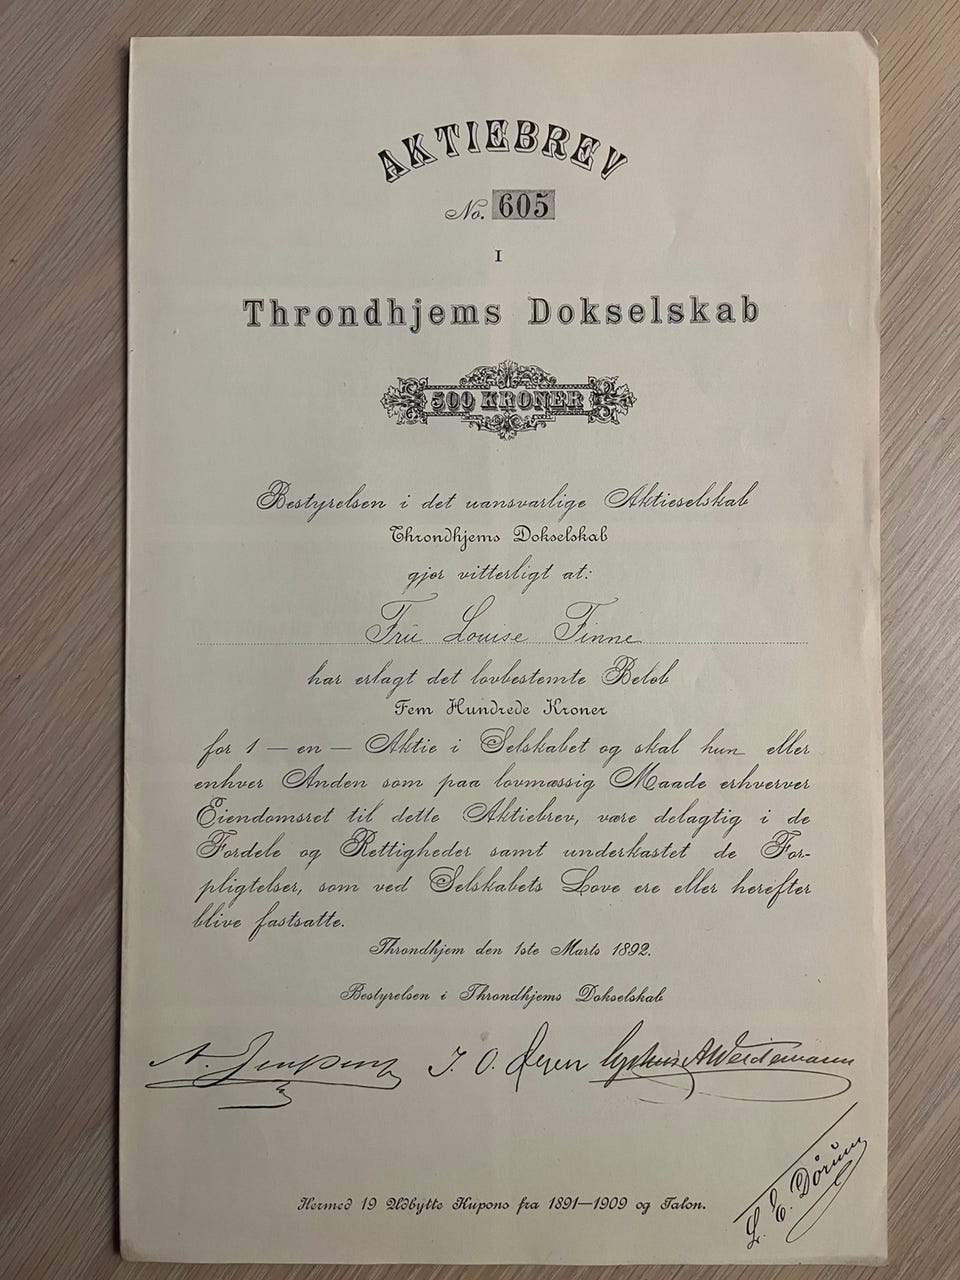 AKTIEBREV
No. 605
I
Throndhjems Dokselskab
500 KRONER
Bestyrelsen i det uansvarlige Aktieselskab
Throndhjems Dokselskab
gjør vitterligt at:
Frü Louise Finne
har erlagt det lovbestemte Beløb
Fem Hundrede Kroner
for 1 — en — Aktie i Selskabet og skal hun eller
enhver Anden som paa lovmæssig Maade erhverver
Eiendomsret til dette Aktiebrev, være delagtig i de
Fordele og Rettigheder samt underkastet de For-
pligtelser, som ved Selskabets Love ere eller herefter
blive fastsatte.
Throndhjem den 1ste Marts 1892.
Bestyrelsen i Throndhjems Dokselskab
J. O. AWeidemann
L. C. Dörüm
Hermed 19 Udbytte Kupons fra 1891—1909 og Talon.